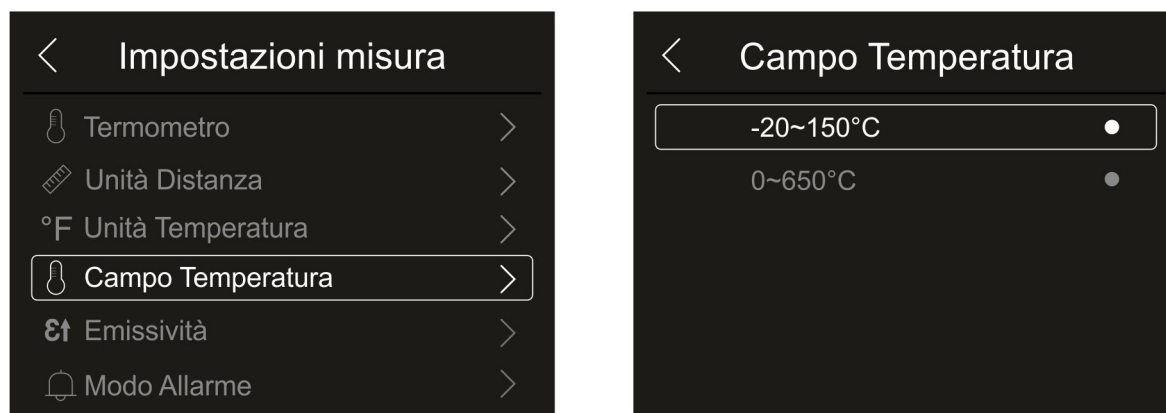 Impostazioni misura
Termometro
Unità Distanza
°F Unità Temperatura
Campo Temperatura
ε Emissività
Modo Allarme
Campo Temperatura
-20~150°C
0~650°C